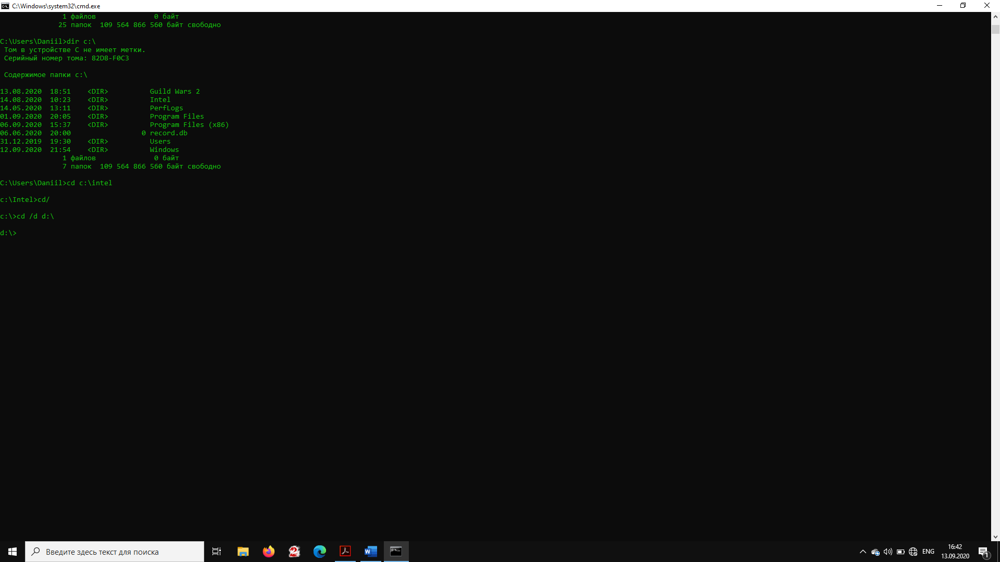 C:\Windows\system32\cmd.exe
1 файлов 0 байт
25 папок 109 564 866 560 байт свободно
C:\Users\Daniil>dir c:\
Том в устройстве C не имеет метки.
Серийный номер тома: 82D8-F0C3
Содержимое папки c:\
13.08.2020 18:51 <DIR> Guild Wars 2
14.08.2020 10:23 <DIR> Intel
14.05.2020 13:11 <DIR> PerfLogs
01.09.2020 20:05 <DIR> Program Files
06.09.2020 15:37 <DIR> Program Files (x86)
06.06.2020 20:00 0 record.db
31.12.2019 19:30 <DIR> Users
12.09.2020 21:54 <DIR> Windows
1 файлов 0 байт
7 папок 109 564 866 560 байт свободно
C:\Users\Daniil>cd c:\intel
c:\Intel>cd/
c:\>cd /d d:\
d:\>
Введите здесь текст для поиска
ENG
16:42
13.09.2020
1